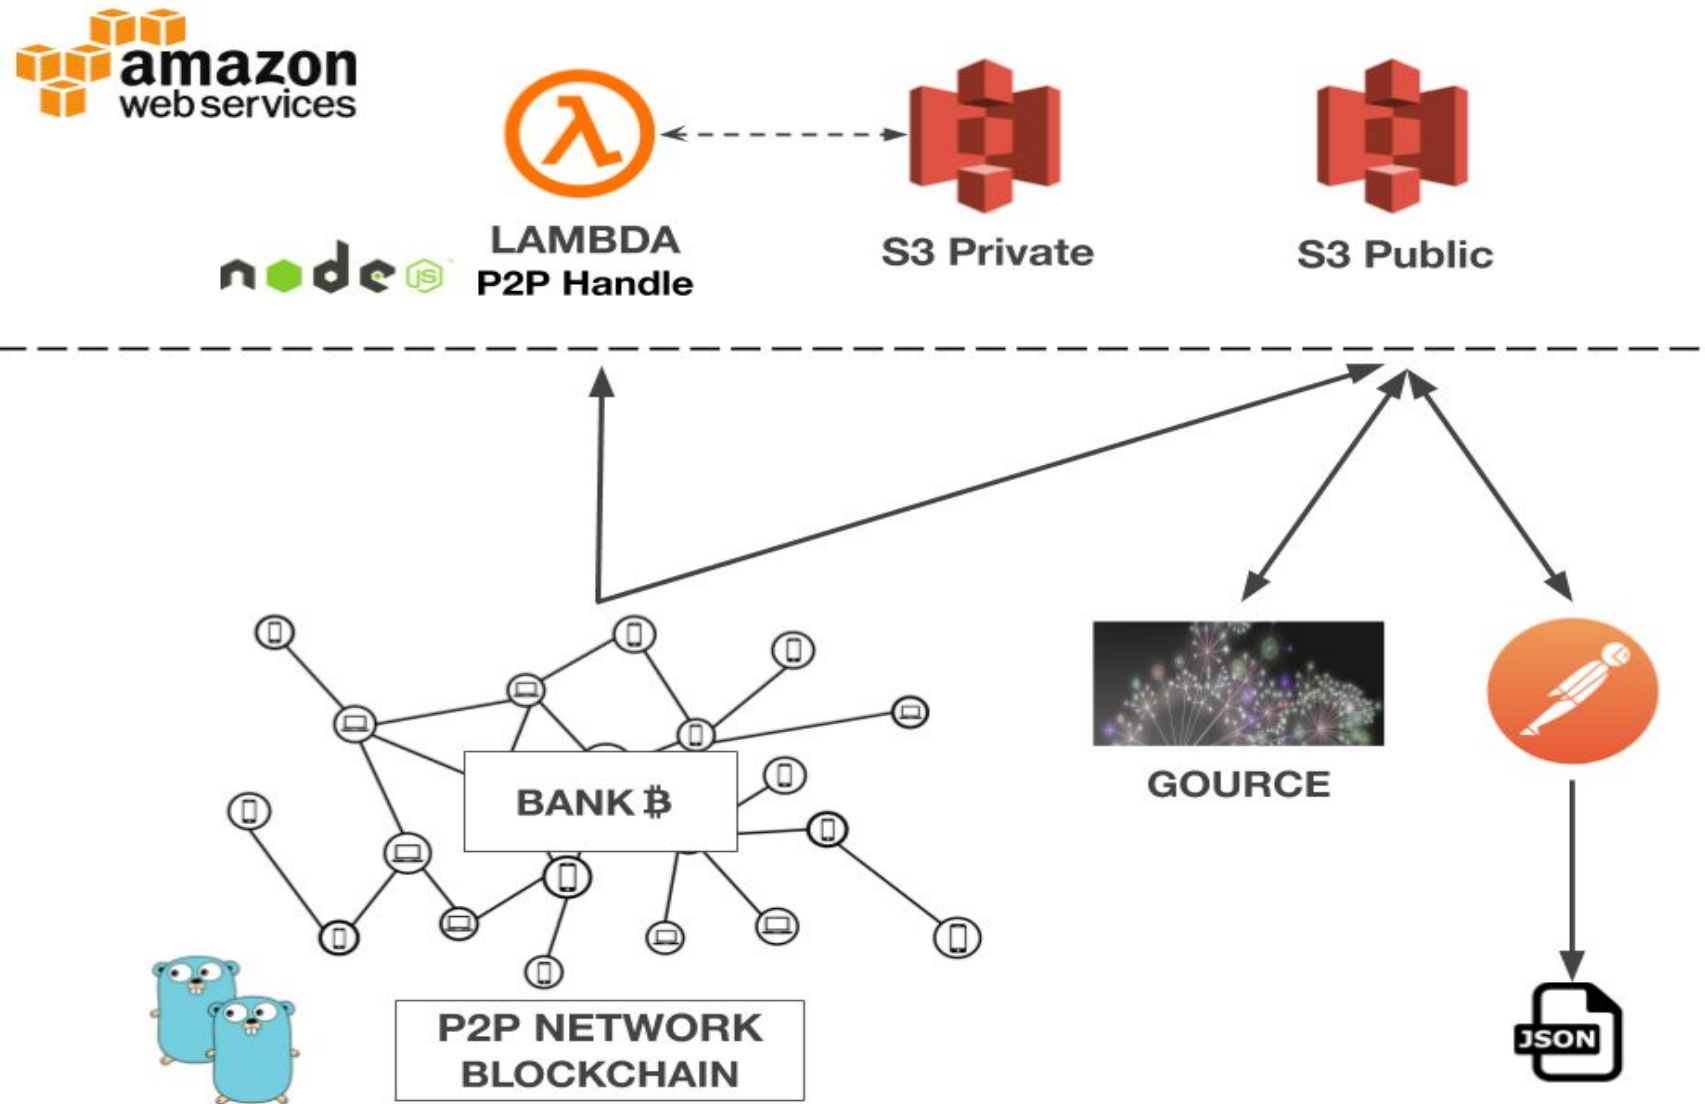 amazon
web services
LAMBDA
P2P Handle
node
JS
S3 Private
S3 Public
BANK ₿
GOURCE
P2P NETWORK
BLOCKCHAIN
JSON